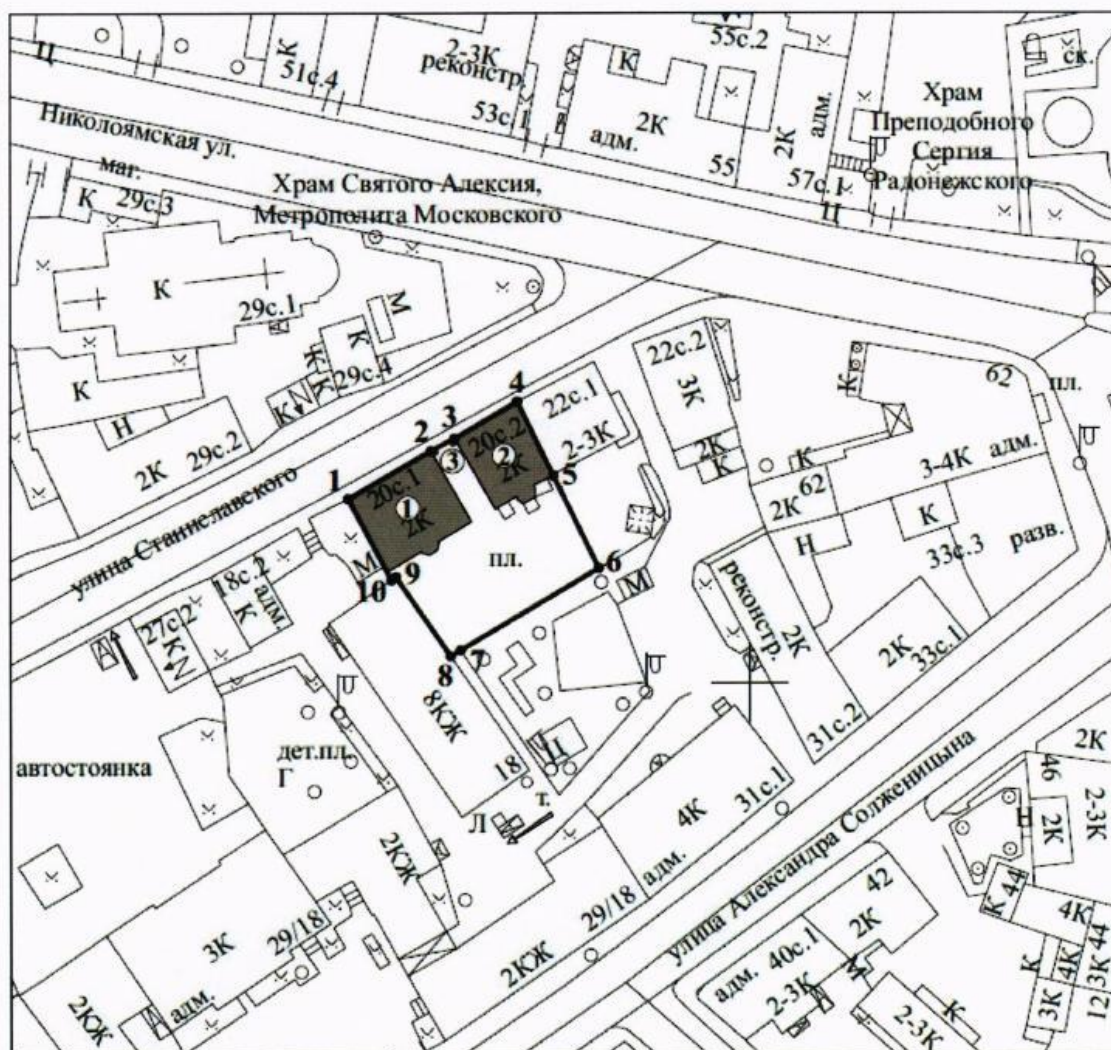 Ц
К
51с.4
2-3К
реконстр.
53с.
К
2К
адм.
55с.2
55
2К
адм.
57с.1
Храм
Преподобного
Сергия
Радонежского
ск.
Ц
Николоямская ул.
маг.
Храм Святого Алексия,
Метрополита Московского
К
29с.3
К
29с.1
К
Н
2К
29с.2
М
К
Ж
К
29с.4
К
улица Станиславского
1
2
3
4
5
6
7
8
9
10
20с.1
1
2К
3
20с.2
2
2К
22с.1
2-3К
22с.2
3К
2К
К
К
К
62
пл.
3-4К
адм.
2К
62
Н
К
33с.3
разв.
пл.
М
М
18с.2
К
адм.
27с.2
К
реконстр.
2К
2К
33с.1
31с.2
8КЖ
18
Ц
автостоянка
дет.пл.
Г
Л
т.
4К
31с.1
адм.
2КЖ
29/18
2КЖ
3К
29/18
адм.
2КЖ
улица Александра Солженицына
42
2К
40с.1
адм.
2-3К
М
2-3К
К
2К
46
2К
2-3К
Н
К
44
4К
44
К
4К
3К
3К
12